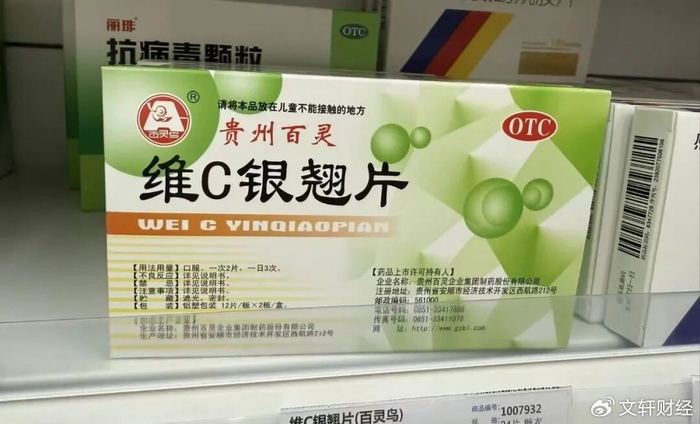 丽珠
抗病毒颗粒
OTC
百灵鸟
®
请将本品放在儿童不能接触的地方
贵州百灵
维C银翘片
WEI C YINQIAOPIAN
OTC
【用法用量】口服。一次2片，一日3次。
【不良反应】详见说明书。
【禁　　忌】详见说明书。
【注意事项】详见说明书。
【贮　　藏】遮光，密封。
【包　　装】铝塑包装 12片/板×2板/盒。
企业名称：贵州百灵企业集团制药股份有限公司
生产地址：贵州省安顺市经济技术开发区西航路212号
【药品上市许可持有人】
企业名称：贵州百灵企业集团制药股份有限公司
注册地址：贵州省安顺市经济技术开发区西航路212号
邮政编码：561000
传真号码：0851-33411078
网　　址：http://www.gzbl.com
维C银翘片(百灵鸟)
商品编号：1007932
文轩财经